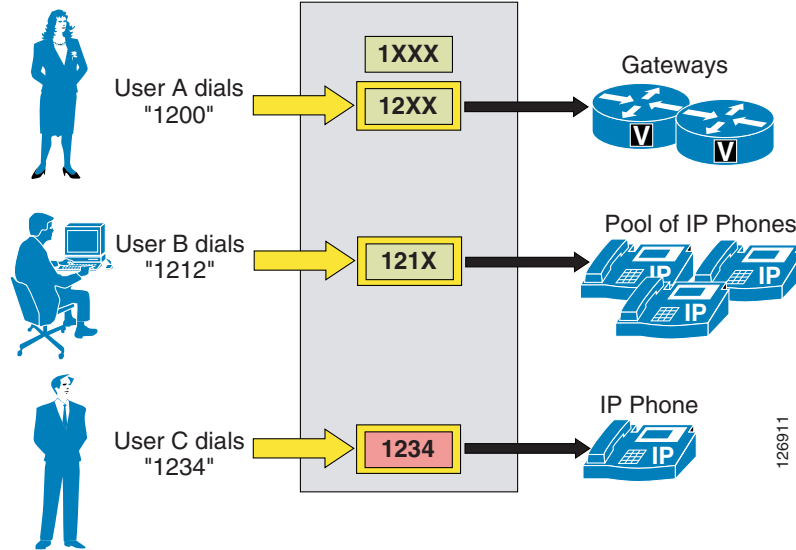 1XXX
User A dials
"1200"
12XX
Gateways
V
V
User B dials
"1212"
121X
Pool of IP Phones
IP
IP
IP
User C dials
"1234"
1234
IP Phone
IP
126911